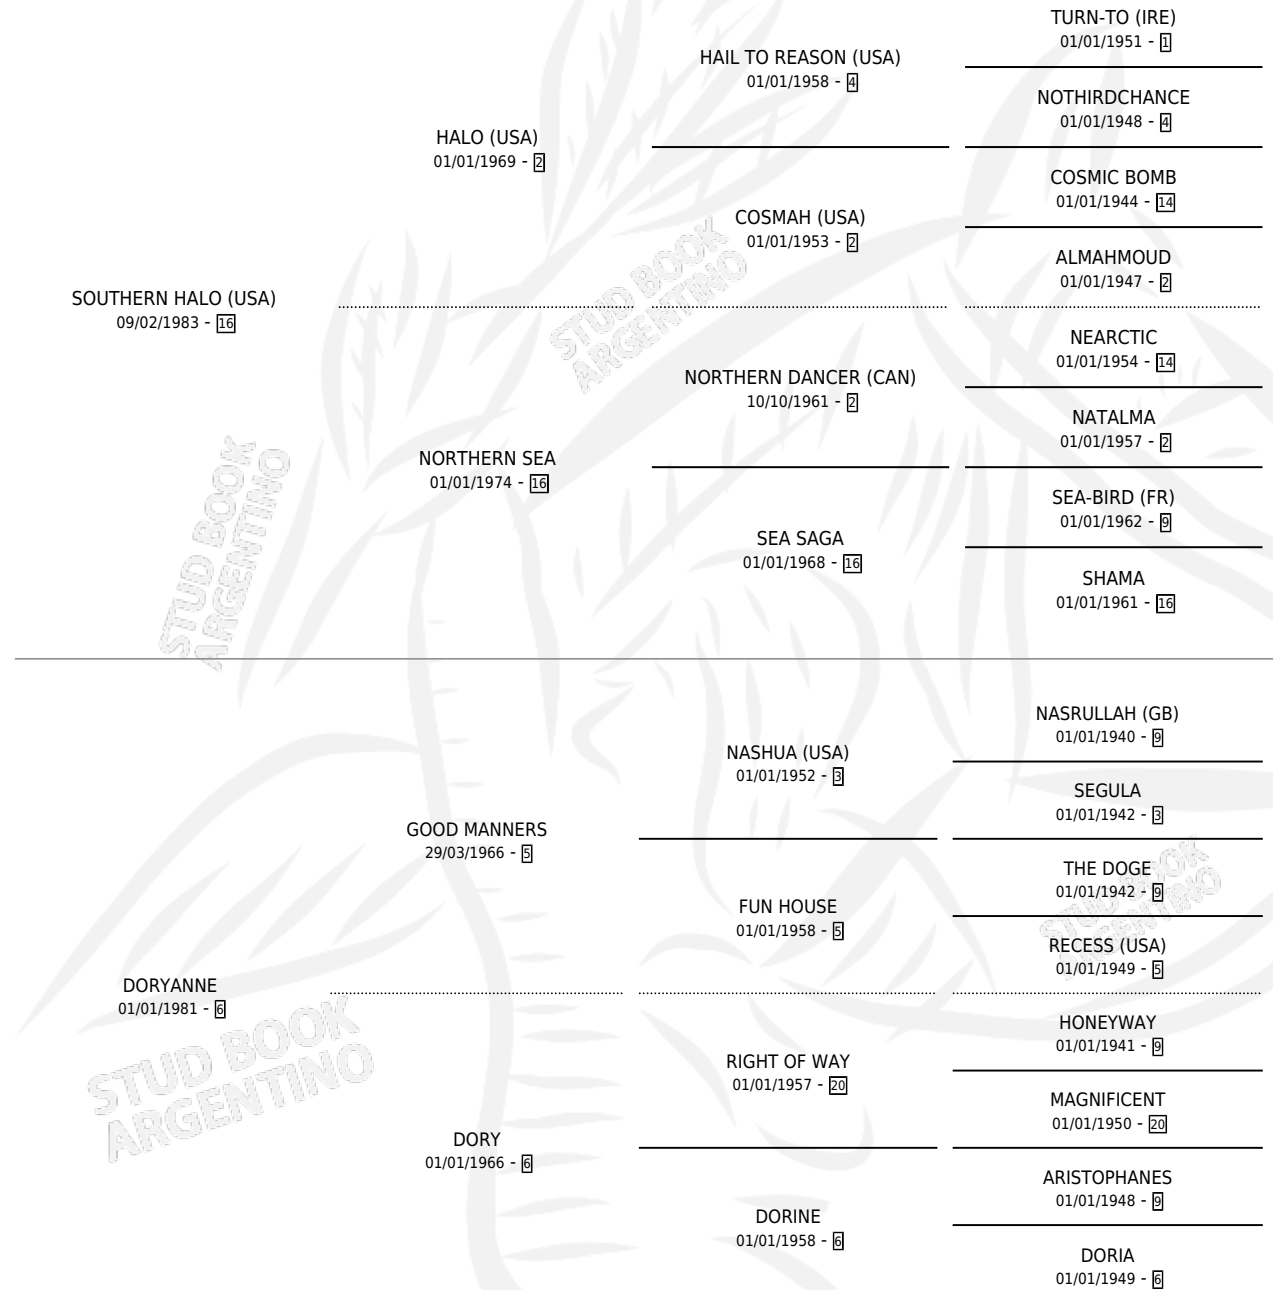 TURN-TO (IRE)
01/01/1951 - 1
HAIL TO REASON (USA)
01/01/1958 - 4
NOTHIRDCHANCE
01/01/1948 - 4
HALO (USA)
01/01/1969 - 2
COSMIC BOMB
01/01/1944 - 14
COSMAH (USA)
01/01/1953 - 2
ALMAHMOUD
01/01/1947 - 2
SOUTHERN HALO (USA)
09/02/1983 - 16
STUD BOOK
ARGENTINO
NEARCTIC
01/01/1954 - 14
NORTHERN DANCER (CAN)
10/10/1961 - 2
NATALMA
01/01/1957 - 2
NORTHERN SEA
01/01/1974 - 16
SEA-BIRD (FR)
01/01/1962 - 9
SEA SAGA
01/01/1968 - 16
SHAMA
01/01/1961 - 16
STUD BOOK
ARGENTINO
NASRULLAH (GB)
01/01/1940 - 9
NASHUA (USA)
01/01/1952 - 3
SEGULA
01/01/1942 - 3
GOOD MANNERS
29/03/1966 - 5
THE DOGE
01/01/1942 - 9
FUN HOUSE
01/01/1958 - 5
STUD BOOK
ARGENTINO
RECESS (USA)
01/01/1949 - 5
DORYANNE
01/01/1981 - 6
STUD BOOK
ARGENTINO
HONEYWAY
01/01/1941 - 9
RIGHT OF WAY
01/01/1957 - 20
MAGNIFICENT
01/01/1950 - 20
DORY
01/01/1966 - 6
ARISTOPHANES
01/01/1948 - 9
DORINE
01/01/1958 - 6
DORIA
01/01/1949 - 6